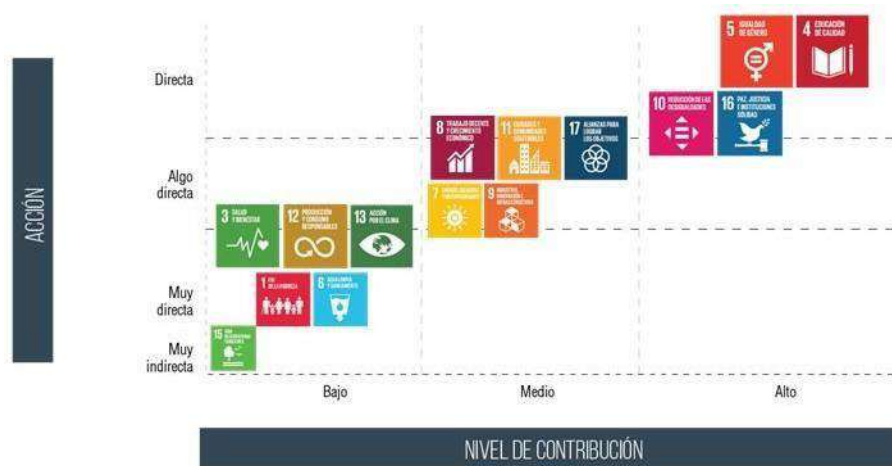 5 IGUALDAD
DE GÉNERO
4 EDUCACIÓN
DE CALIDAD
Directa
10 REDUCCIÓN DE LAS
DESIGUALDADES
16 PAZ, JUSTICIA
E INSTITUCIONES
SÓLIDAS
8 TRABAJO DECENTE
Y CRECIMIENTO
ECONÓMICO
11 CIUDADES Y
COMUNIDADES
SOSTENIBLES
17 ALIANZAS PARA
LOGRAR
LOS OBJETIVOS
Algo
directa
7
9 INDUSTRIA,
INNOVACIÓN E
INFRAESTRUCTURA
3 SALUD
Y BIENESTAR
12 PRODUCCIÓN
Y CONSUMO
RESPONSABLES
13 ACCIÓN
POR EL CLIMA
ACCIÓN
Muy
directa
1 FIN
DE LA POBREZA
6 AGUA LIMPIA
Y SANEAMIENTO
Muy
indirecta
15
Bajo
Medio
Alto
NIVEL DE CONTRIBUCIÓN